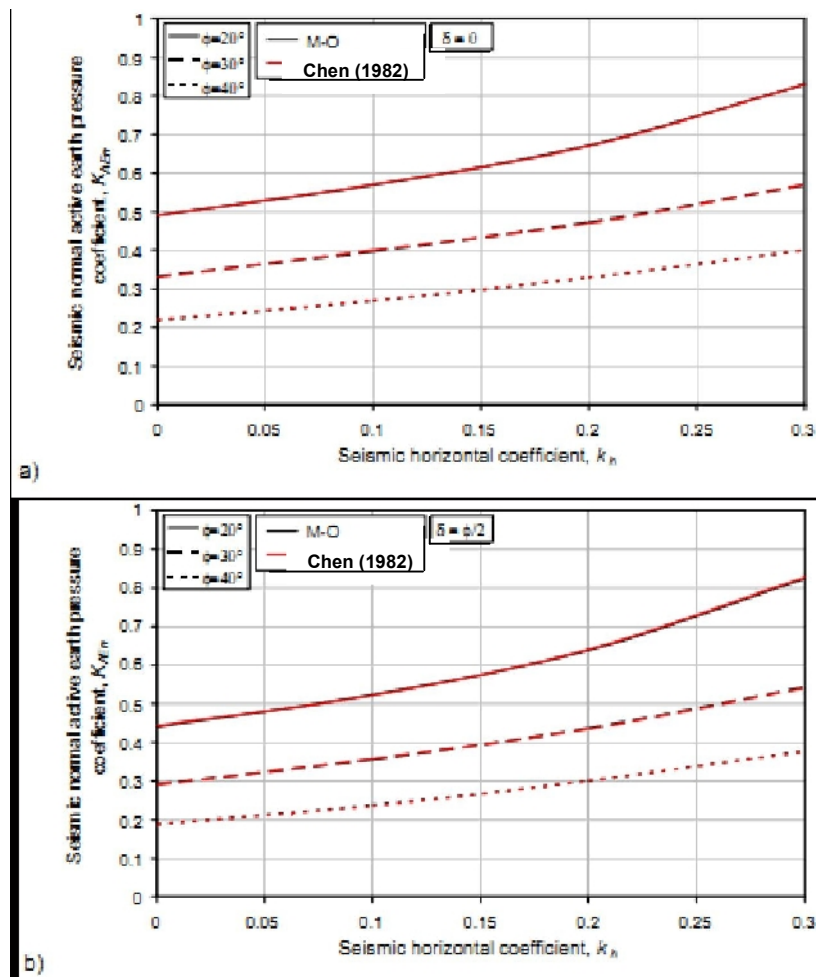 1
ϕ=20°
M-O
δ = 0
0.9
ϕ=30°
Chen (1982)
0.8
ϕ=40°
0.7
0.6
0.5
0.4
0.3
0.2
0.1
0
Seismic normal active earth pressure
coefficient, K_AEn
0 0.05 0.1 0.15 0.2 0.25 0.3
Seismic horizontal coefficient, k_h
a)
1
ϕ=20°
M-O
δ = ϕ/2
0.9
ϕ=30°
Chen (1982)
0.8
ϕ=40°
0.7
0.6
0.5
0.4
0.3
0.2
0.1
0
Seismic normal active earth pressure
coefficient, K_AEn
0 0.05 0.1 0.15 0.2 0.25 0.3
Seismic horizontal coefficient, k_h
b)